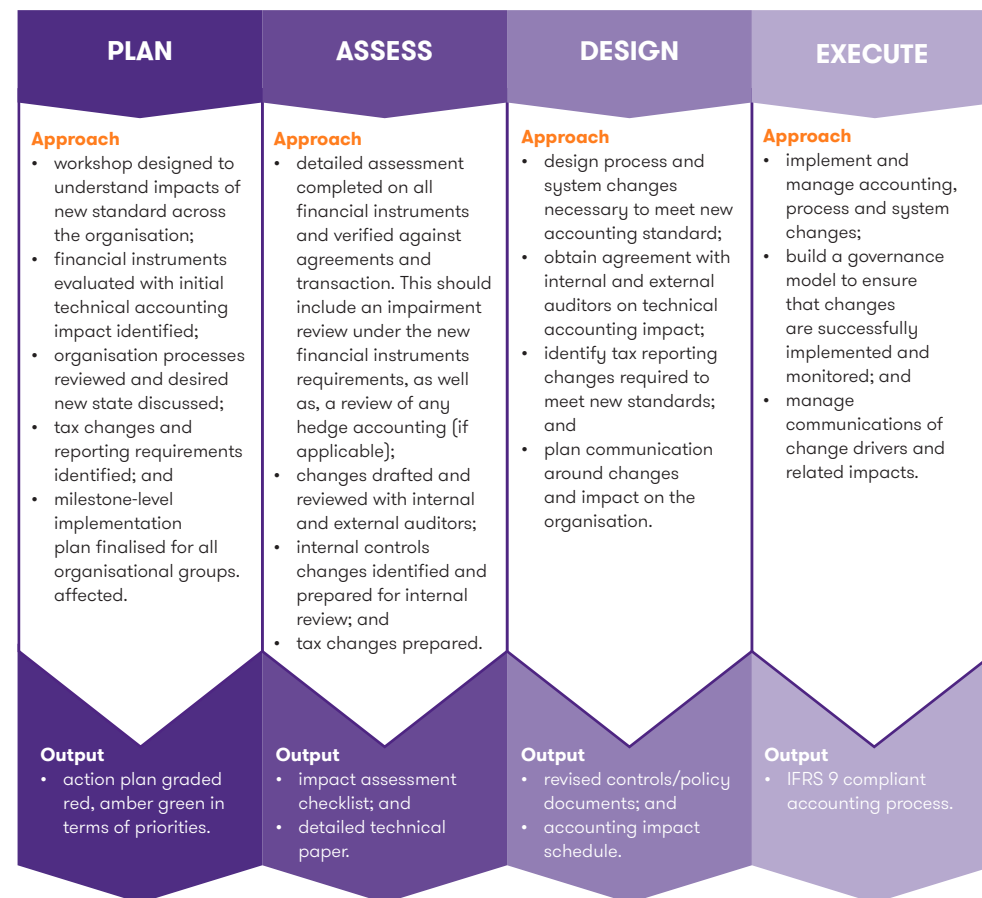 PLAN
Approach
• workshop designed to
understand impacts of
new standard across
the organisation;
• financial instruments
evaluated with initial
technical accounting
impact identified;
• organisation processes
reviewed and desired
new state discussed;
• tax changes and
reporting requirements
identified; and
• milestone-level
implementation
plan finalised for all
organisational groups.
affected.
Output
• action plan graded
red, amber green in
terms of priorities.
ASSESS
Approach
• detailed assessment
completed on all
financial instruments
and verified against
agreements and
transaction. This should
include an impairment
review under the new
financial instruments
requirements, as well
as, a review of any
hedge accounting (if
applicable);
• changes drafted and
reviewed with internal
and external auditors;
• internal controls
changes identified and
prepared for internal
review; and
• tax changes prepared.
Output
• impact assessment
checklist; and
• detailed technical
paper.
DESIGN
Approach
• design process and
system changes
necessary to meet new
accounting standard;
• obtain agreement with
internal and external
auditors on technical
accounting impact;
• identify tax reporting
changes required to
meet new standards;
and
• plan communication
around changes
and impact on the
organisation.
Output
• revised controls/policy
documents; and
• accounting impact
schedule.
EXECUTE
Approach
• implement and
manage accounting,
process and system
changes;
• build a governance
model to ensure
that changes
are successfully
implemented and
monitored; and
• manage
communications of
change drivers and
related impacts.
Output
• IFRS 9 compliant
accounting process.